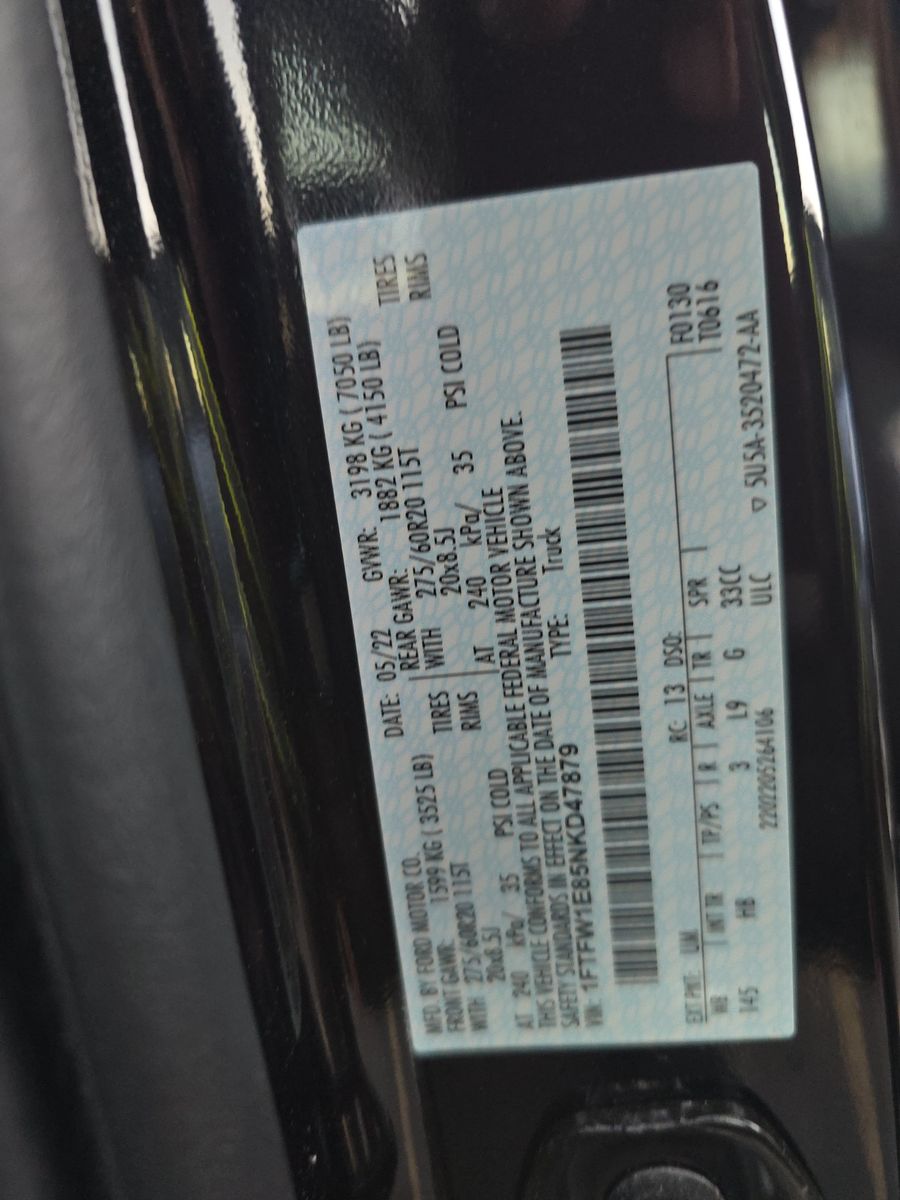 MFD. BY FORD MOTOR CO.
DATE: 05/22 GVWR: 3198 KG ( 7050 LB)
FRONT GAWR: 1599 KG ( 3525 LB) REAR GAWR: 1882 KG ( 4150 LB)
WITH 275/60R20 115T TIRES WITH 275/60R20 115T TIRES
20x8.5J RIMS 20x8.5J RIMS
AT 240 kPa/ 35 PSI COLD AT 240 kPa/ 35 PSI COLD
THIS VEHICLE CONFORMS TO ALL APPLICABLE FEDERAL MOTOR VEHICLE
SAFETY STANDARDS IN EFFECT ON THE DATE OF MANUFACTURE SHOWN ABOVE.
VIN: 1FTFW1E85NKD47879 TYPE: Truck
F0130
T0616
EXT PNT: UM RC: 13 DSO:
WB INT TR TP/PS R AXLE TR SPR
145 HB 3 L9 G 33CC
ULC
22022052641​06 ▽ 5U5A-3520472-AA